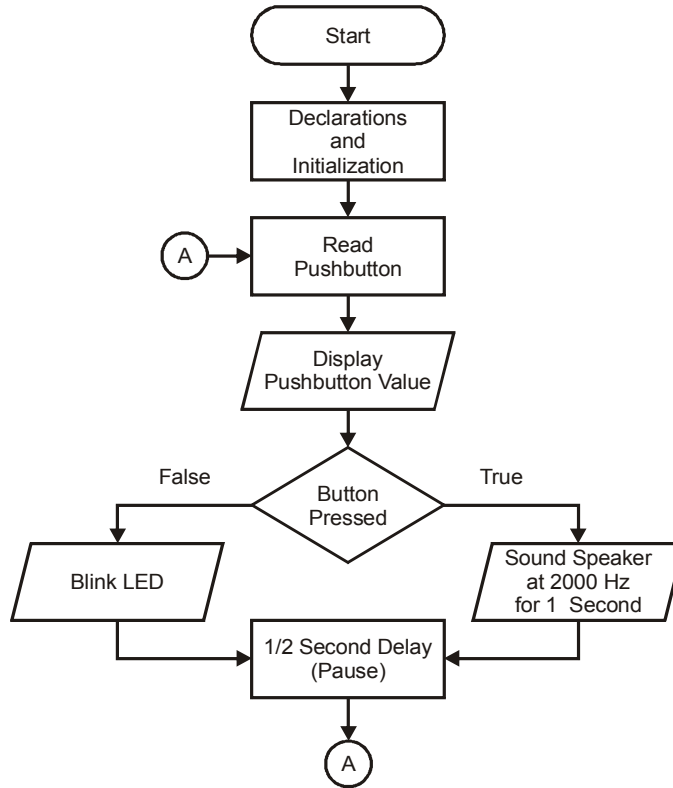 Start
Declarations
and
Initialization
A
Read
Pushbutton
Display
Pushbutton Value
False
True
Button
Pressed
Blink LED
Sound Speaker
at 2000 Hz
for 1 Second
1/2 Second Delay
(Pause)
A